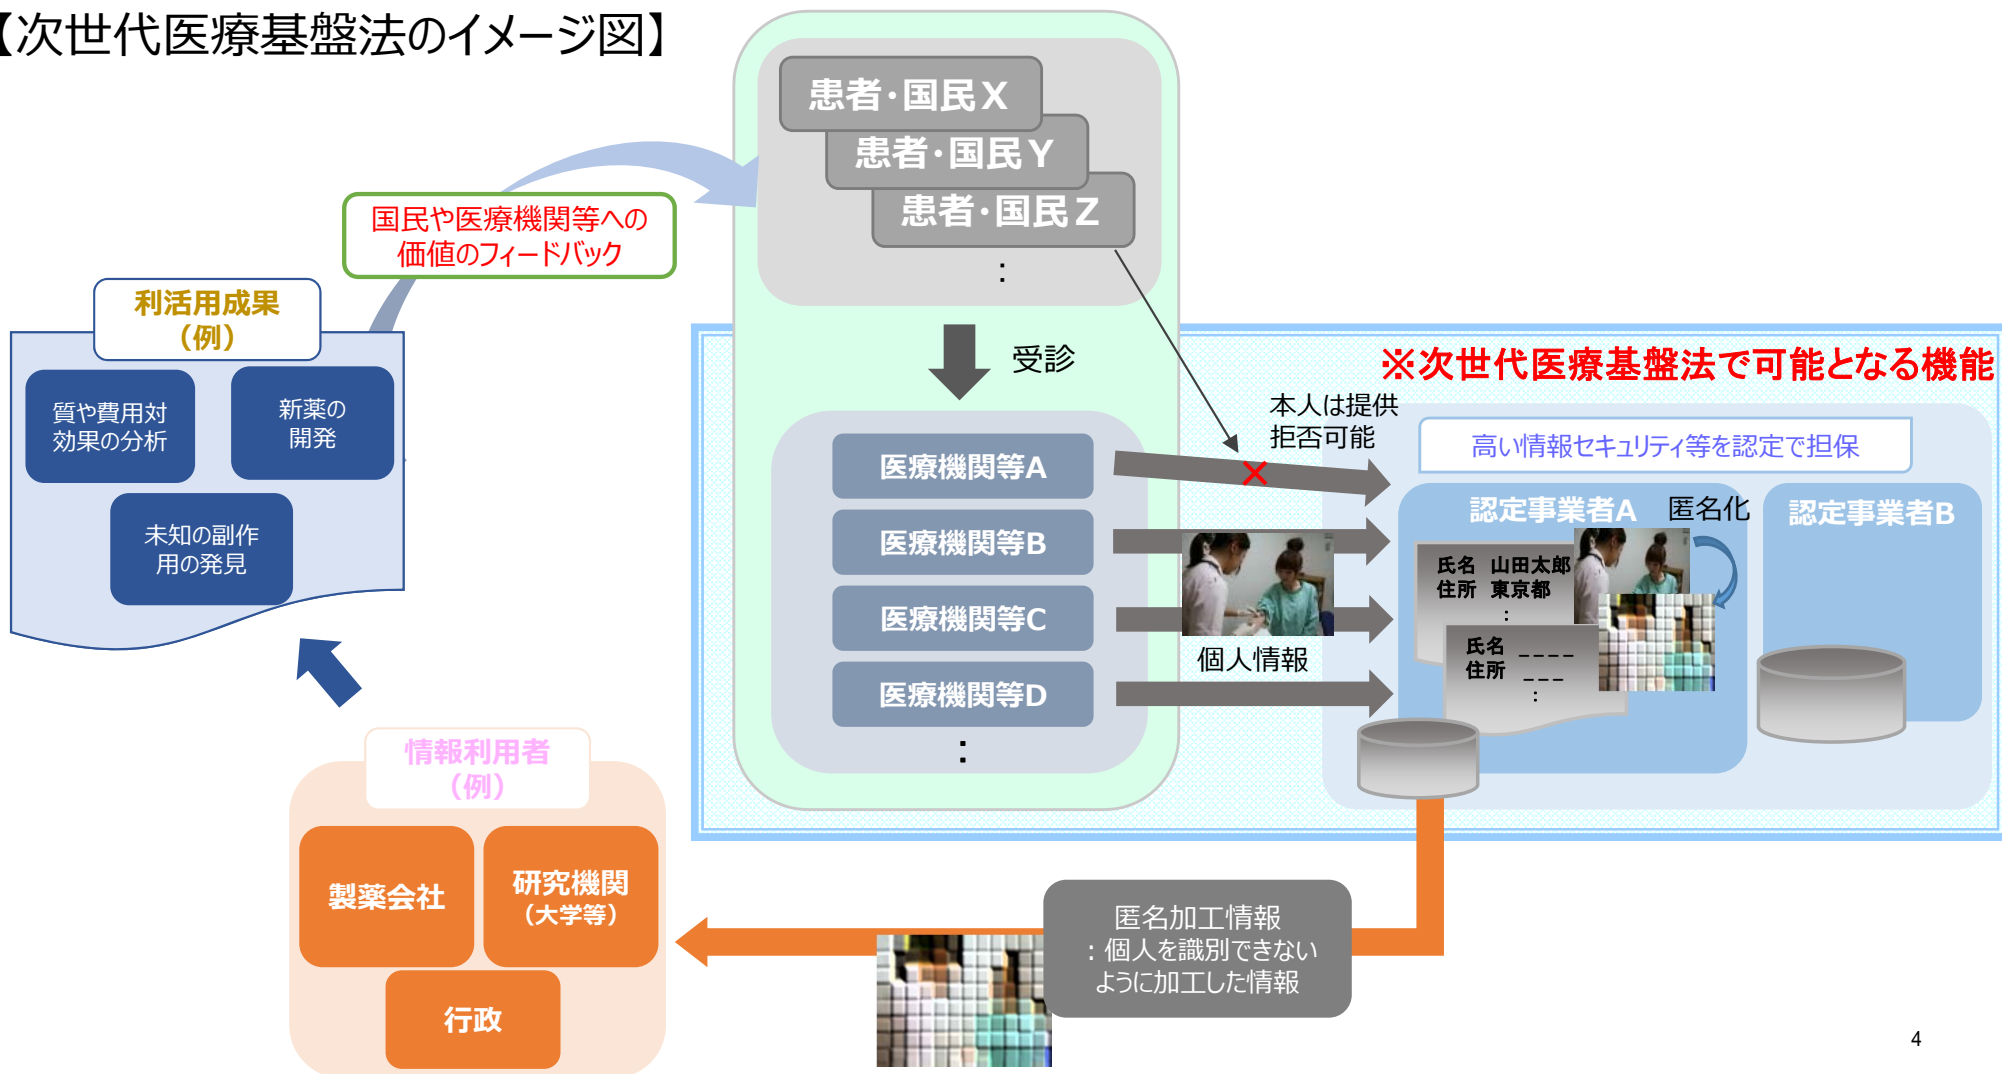 【次世代医療基盤法のイメージ図】
患者・国民X
患者・国民Y
患者・国民Z
：
国民や医療機関等への
価値のフィードバック
利活用成果
（例）
質や費用対
効果の分析
新薬の
開発
未知の副作
用の発見
受診
※次世代医療基盤法で可能となる機能
本人は提供
拒否可能
高い情報セキュリティ等を認定で担保
医療機関等A
医療機関等B
医療機関等C
医療機関等D
：
個人情報
認定事業者A
匿名化
認定事業者B
氏名 山田太郎
住所 東京都
：
氏名 ____
住所 ___
：
情報利用者
（例）
製薬会社
研究機関
（大学等）
行政
匿名加工情報
：個人を識別できない
ように加工した情報
4